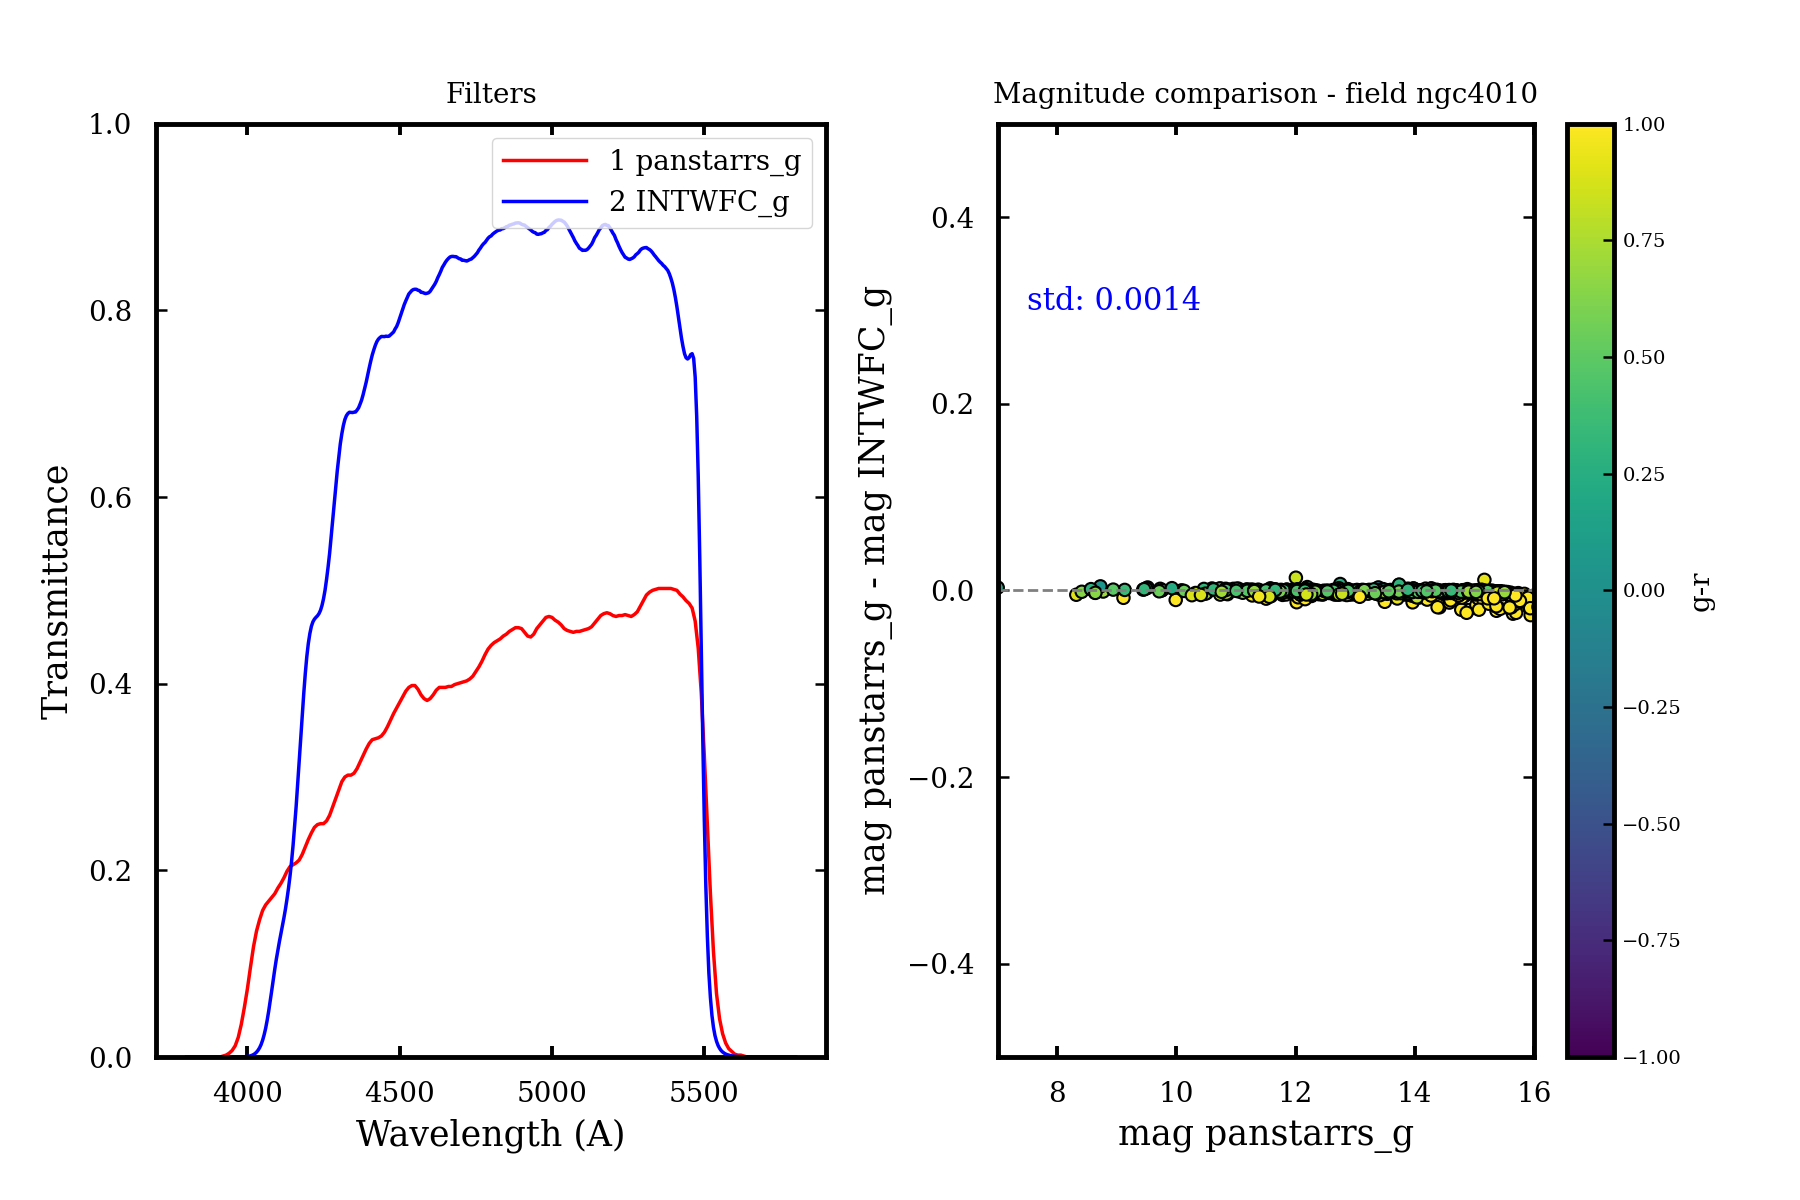 Filters
1.0
0.8
0.6
0.4
0.2
0.0
Transmittance
1 panstarrs_g
2 INTWFC_g
4000 4500 5000 5500
Wavelength (A)
Magnitude comparison - field ngc4010
0.4
0.2
0.0
−0.2
−0.4
mag panstarrs_g - mag INTWFC_g
std: 0.0014
8 10 12 14 16
mag panstarrs_g
1.00
0.75
0.50
0.25
0.00
−0.25
−0.50
−0.75
−1.00
g-r